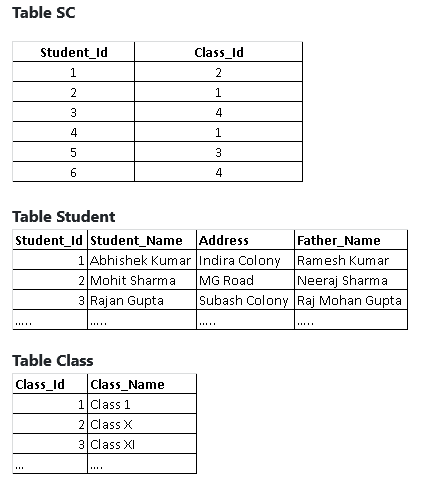 Table SC
Student_Id Class_Id
1 2
2 1
3 4
4 1
5 3
6 4
Table Student
Student_Id Student_Name Address Father_Name
1 Abhishek Kumar Indira Colony Ramesh Kumar
2 Mohit Sharma MG Road Neeraj Sharma
3 Rajan Gupta Subash Colony Raj Mohan Gupta
..... ..... ..... .....
Table Class
Class_Id Class_Name
1 Class 1
2 Class X
3 Class XI
... ....